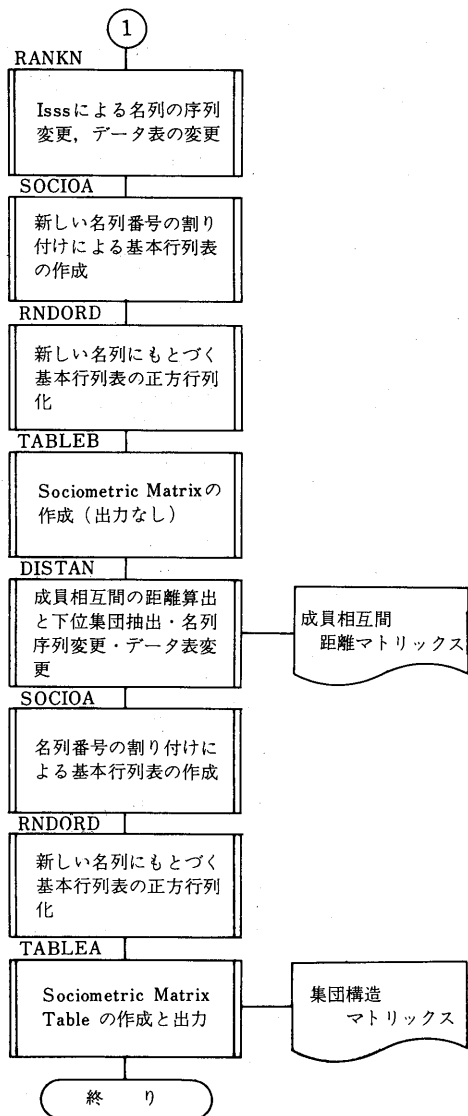 1
RANKN
Isssによる名列の序列
変更，データ表の変更
SOCIOA
新しい名列番号の割り
付けによる基本行列表
の作成
RNDORD
新しい名列にもとづく
基本行列表の正方行列
化
TABLEB
Sociometric Matrixの
作成（出力なし）
DISTAN
成員相互間の距離算出
と下位集団抽出・名列
序列変更・データ表変
更
成員相互間
距離マトリックス
SOCIOA
名列番号の割り付けに
よる基本行列表の作成
RNDORD
新しい名列にもとづく
基本行列表の正方行列
化
TABLEA
Sociometric Matrix
Table の作成と出力
集団構造
マトリックス
終　り